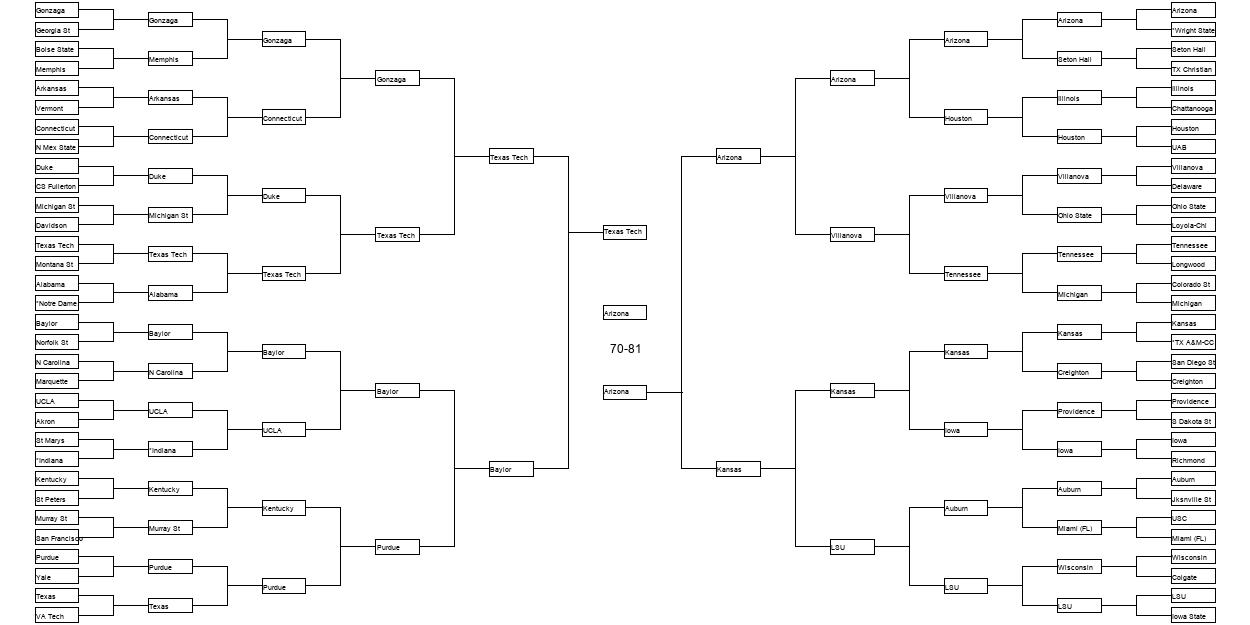 Gonzaga
Georgia St
Boise State
Memphis
Arkansas
Vermont
Connecticut
N Mex State
Duke
CS Fullerton
Michigan St
Davidson
Texas Tech
Montana St
Alabama
*Notre Dame
Baylor
Norfolk St
N Carolina
Marquette
UCLA
Akron
St Marys
*Indiana
Kentucky
St Peters
Murray St
San Francisco
Purdue
Yale
Texas
VA Tech
Gonzaga
Memphis
Arkansas
Connecticut
Duke
Michigan St
Texas Tech
Alabama
Baylor
N Carolina
UCLA
*Indiana
Kentucky
Murray St
Purdue
Texas
Gonzaga
Connecticut
Duke
Texas Tech
Baylor
UCLA
Kentucky
Purdue
Gonzaga
Texas Tech
Baylor
Purdue
Texas Tech
Baylor
Texas Tech
Arizona
70-81
Arizona
Arizona
Kansas
Arizona
Villanova
Kansas
LSU
Arizona
Houston
Villanova
Tennessee
Kansas
Iowa
Auburn
LSU
Arizona
Seton Hall
Illinois
Houston
Villanova
Ohio State
Tennessee
Michigan
Kansas
Creighton
Providence
Iowa
Auburn
Miami (FL)
Wisconsin
LSU
Arizona
*Wright State
Seton Hall
TX Christian
Illinois
Chattanooga
Houston
UAB
Villanova
Delaware
Ohio State
Loyola-Chi
Tennessee
Longwood
Colorado St
Michigan
Kansas
*TX A&M-CC
San Diego St
Creighton
Providence
S Dakota St
Iowa
Richmond
Auburn
Jksnville St
USC
Miami (FL)
Wisconsin
Colgate
LSU
Iowa State